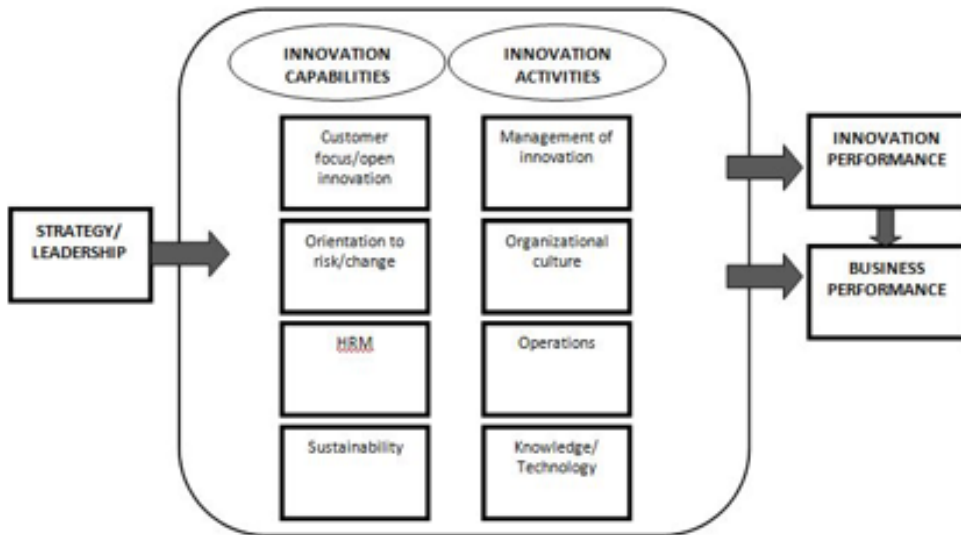 INNOVATION
CAPABILITIES
INNOVATION
ACTIVITIES
Customer
focus/open
innovation
Management of
innovation
INNOVATION
PERFORMANCE
STRATEGY/
LEADERSHIP
Orientation to
risk/change
Organizational
culture
BUSINESS
PERFORMANCE
HRM
Operations
Sustainability
Knowledge/
Technology